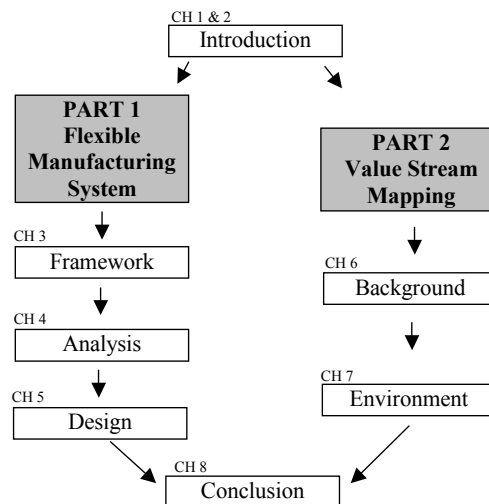 CH 1 & 2
Introduction
PART 1
Flexible
Manufacturing
System
CH 3
Framework
CH 4
Analysis
CH 5
Design
PART 2
Value Stream
Mapping
CH 6
Background
CH 7
Environment
CH 8
Conclusion